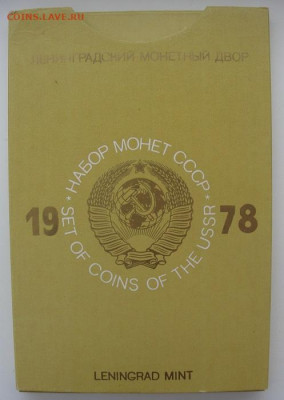 COINS.LAVE.RU
ЛЕНИНГРАДСКИЙ МОНЕТНЫЙ ДВОР
• НАБОР МОНЕТ СССР •
19 78
SET OF COINS OF THE USSR
LENINGRAD MINT